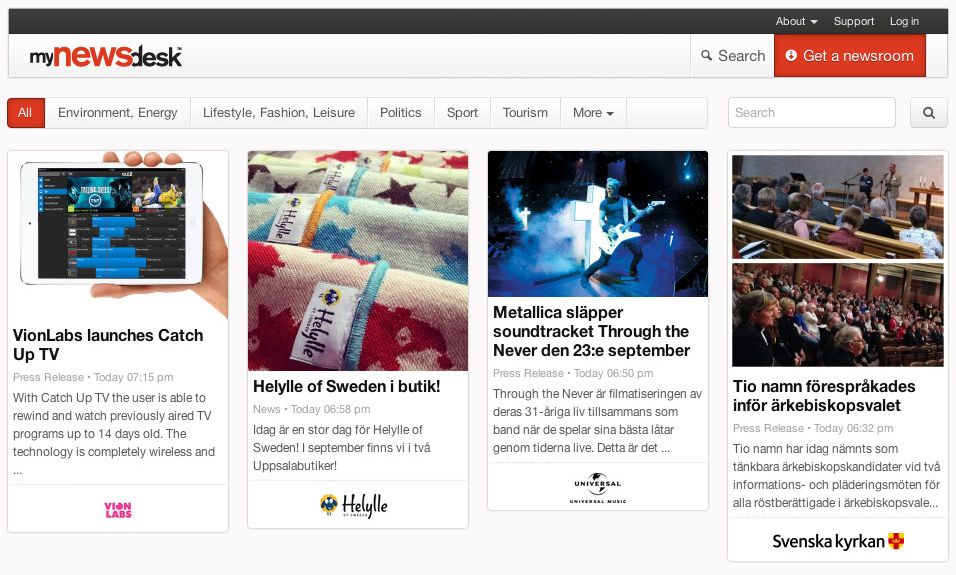 About
Support
Log in
mynewsdesk
Search
Get a newsroom
All
Environment, Energy
Lifestyle, Fashion, Leisure
Politics
Sport
Tourism
More
Search
FALLING SKIES
TNT
VionLabs launches Catch
Up TV
Press Release • Today 07:15 pm
With Catch Up TV the user is able to
rewind and watch previously aired TV
programs up to 14 days old. The
technology is completely wireless and
...
VION
LABS
Helylle
Helylle
Helylle of Sweden i butik!
News • Today 06:58 pm
Idag är en stor dag för Helylle of
Sweden! I september finns vi i två
Uppsalabutiker!
Helylle
OF SWEDEN
Metallica släpper
soundtracket Through the
Never den 23:e september
Press Release • Today 06:50 pm
Through the Never är filmatiseringen av
deras 31-åriga liv tillsammans som
band när de spelar sina bästa låtar
genom tiderna live. Detta är det ...
UNIVERSAL
UNIVERSAL MUSIC
Tio namn förespråkades
inför ärkebiskopsvalet
Press Release • Today 06:32 pm
Tio namn har idag nämnts som
tänkbara ärkebiskopskandidater vid två
informations- och pläderingsmöten för
alla röstberättigade i ärkebiskopsvale...
Svenska kyrkan